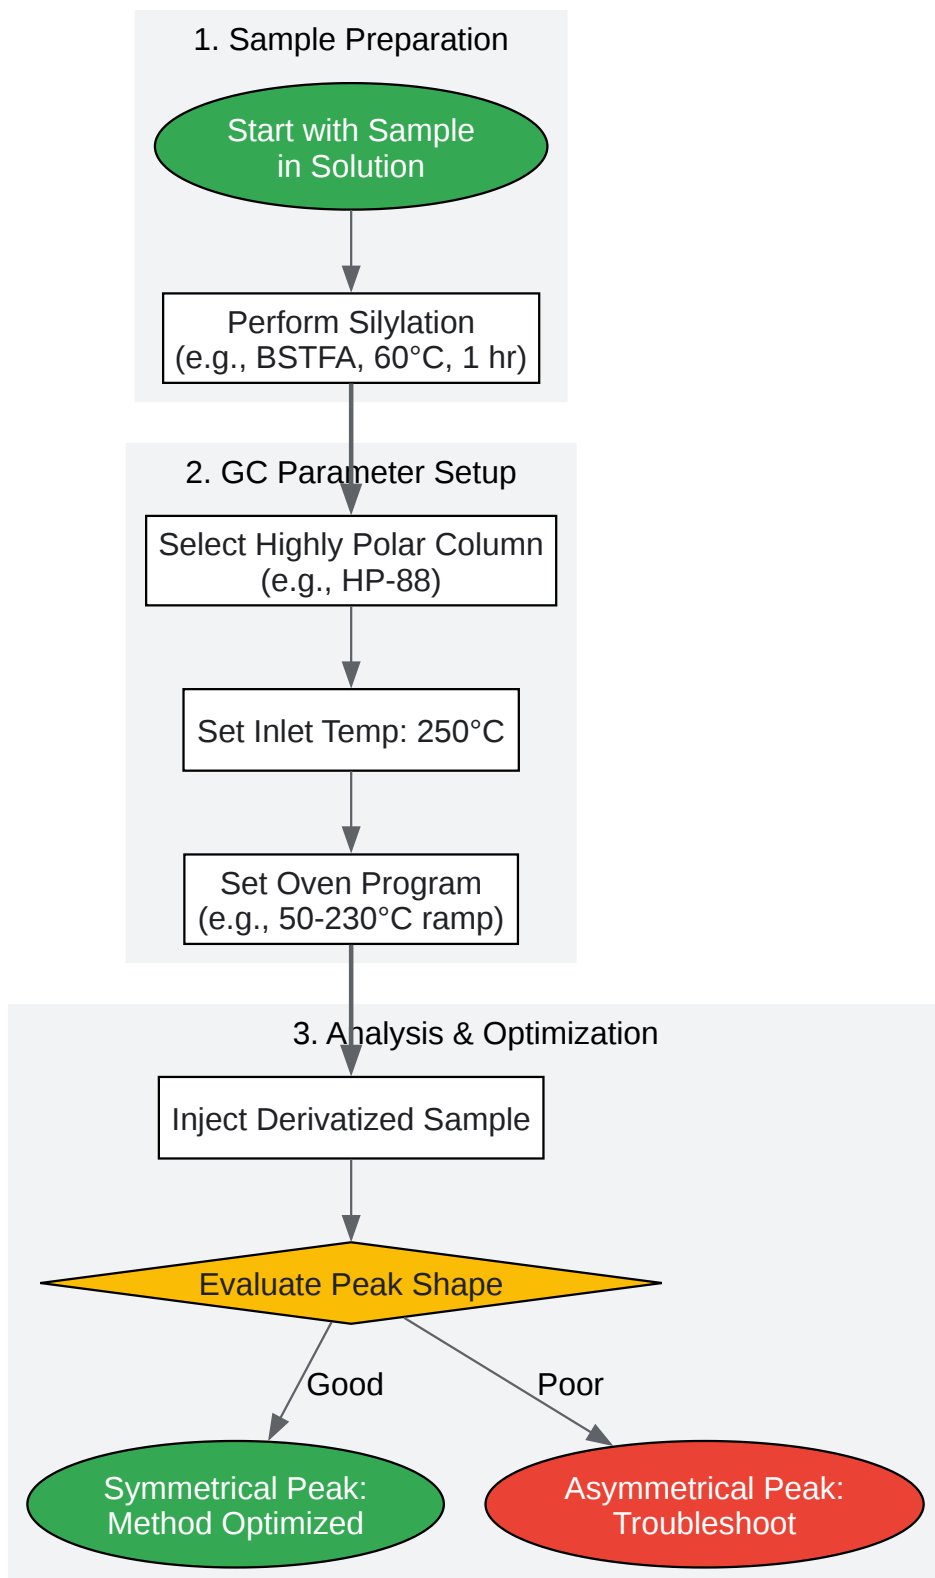 1. Sample Preparation
Start with Sample
in Solution
Perform Silylation
(e.g., BSTFA, 60°C, 1 hr)
2. GC Parameter Setup
Select Highly Polar Column
(e.g., HP-88)
Set Inlet Temp: 250°C
Set Oven Program
(e.g., 50-230°C ramp)
3. Analysis & Optimization
Inject Derivatized Sample
Evaluate Peak Shape
Good
Poor
Symmetrical Peak:
Method Optimized
Asymmetrical Peak:
Troubleshoot